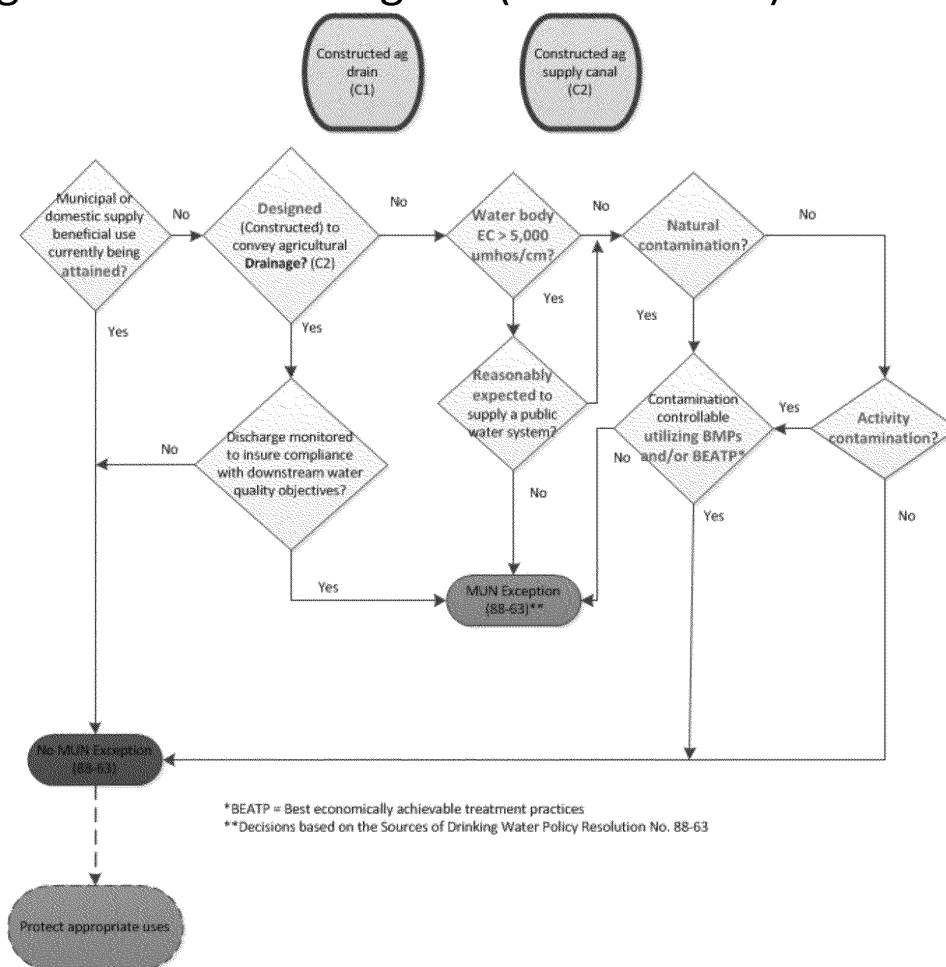 Constructed ag
drain
(C1)
Constructed ag
supply canal
(C2)
Municipal or
domestic supply
beneficial use
currently being
attained?
No
Designed
(Constructed) to
convey agricultural
Drainage? (C2)
No
Water body
EC > 5,000
umhos/cm?
No
Natural
contamination?
No
Yes
Yes
Yes
Yes
Reasonably
expected to
supply a public
water system?
Contamination
controllable
utilizing BMPs
and/or BEATP*
Yes
Activity
contamination?
No
Discharge monitored
to insure compliance
with downstream water
quality objectives?
No
No
Yes
No
Yes
MUN Exception
(88-63)**
No MUN Exception
(88-63)
*BEATP = Best economically achievable treatment practices
**Decisions based on the Sources of Drinking Water Policy Resolution No. 88-63
Protect appropriate uses